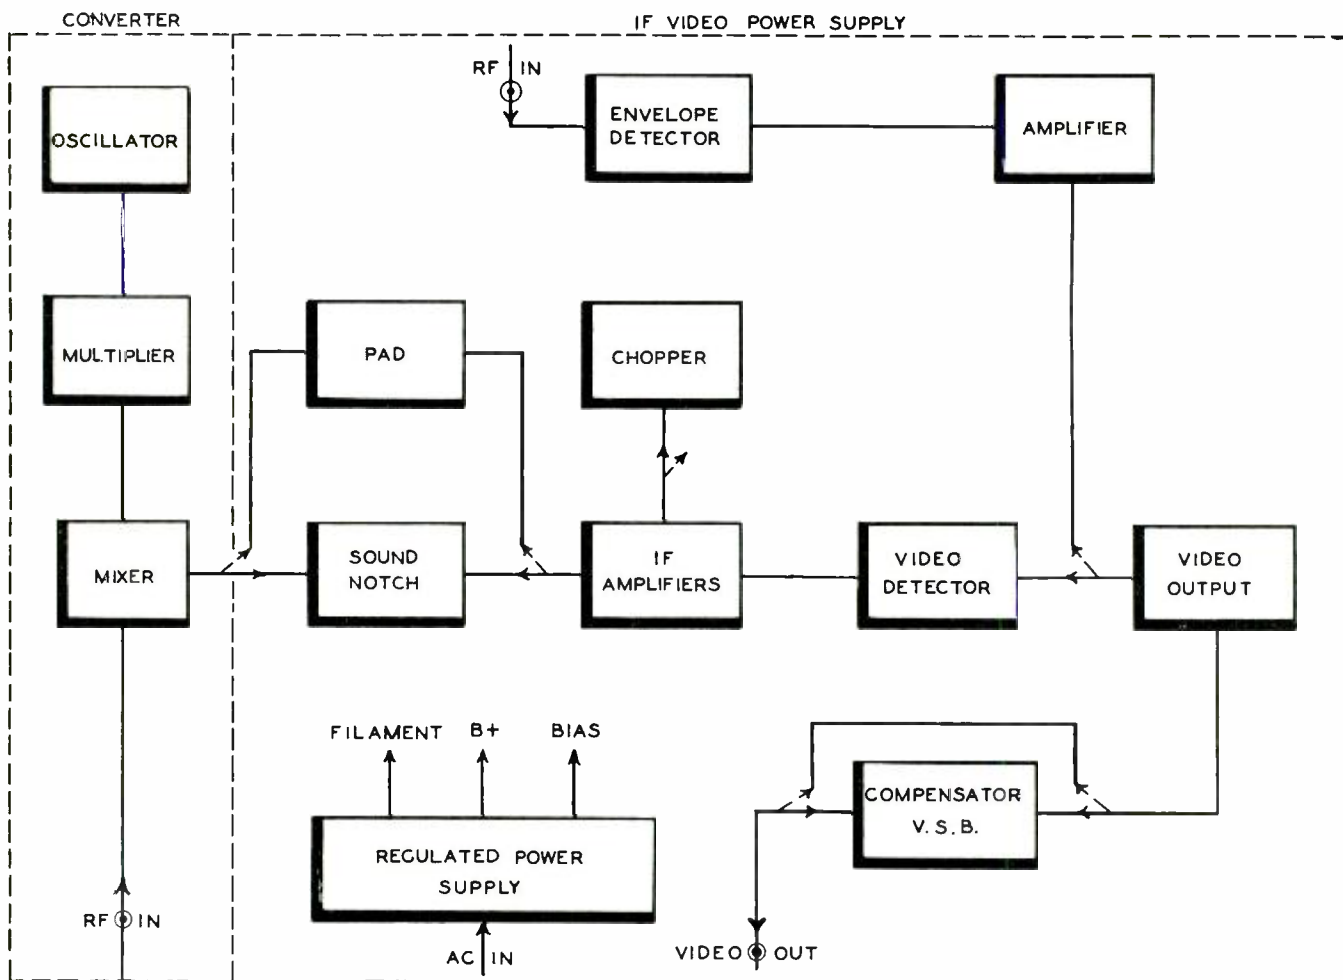 CONVERTER
IF VIDEO POWER SUPPLY
RF IN
OSCILLATOR
ENVELOPE
DETECTOR
AMPLIFIER
MULTIPLIER
PAD
CHOPPER
MIXER
SOUND
NOTCH
IF
AMPLIFIERS
VIDEO
DETECTOR
VIDEO
OUTPUT
FILAMENT
B+
BIAS
COMPENSATOR
V.S.B.
REGULATED POWER
SUPPLY
RF IN
AC IN
VIDEO OUT